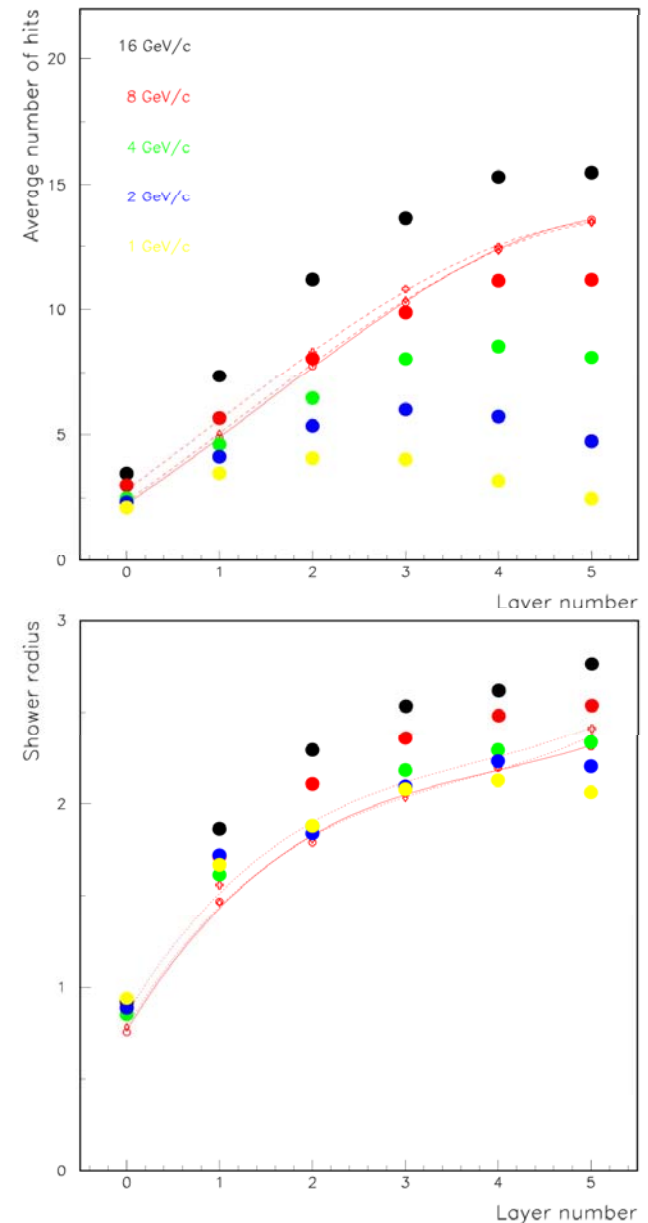 Average number of hits
20
15
10
5
0
16 GeV/c
8 GeV/c
4 GeV/c
2 GeV/c
1 GeV/c
0 1 2 3 4 5
Layer number
Shower radius
3
2
1
0
0 1 2 3 4 5
Layer number